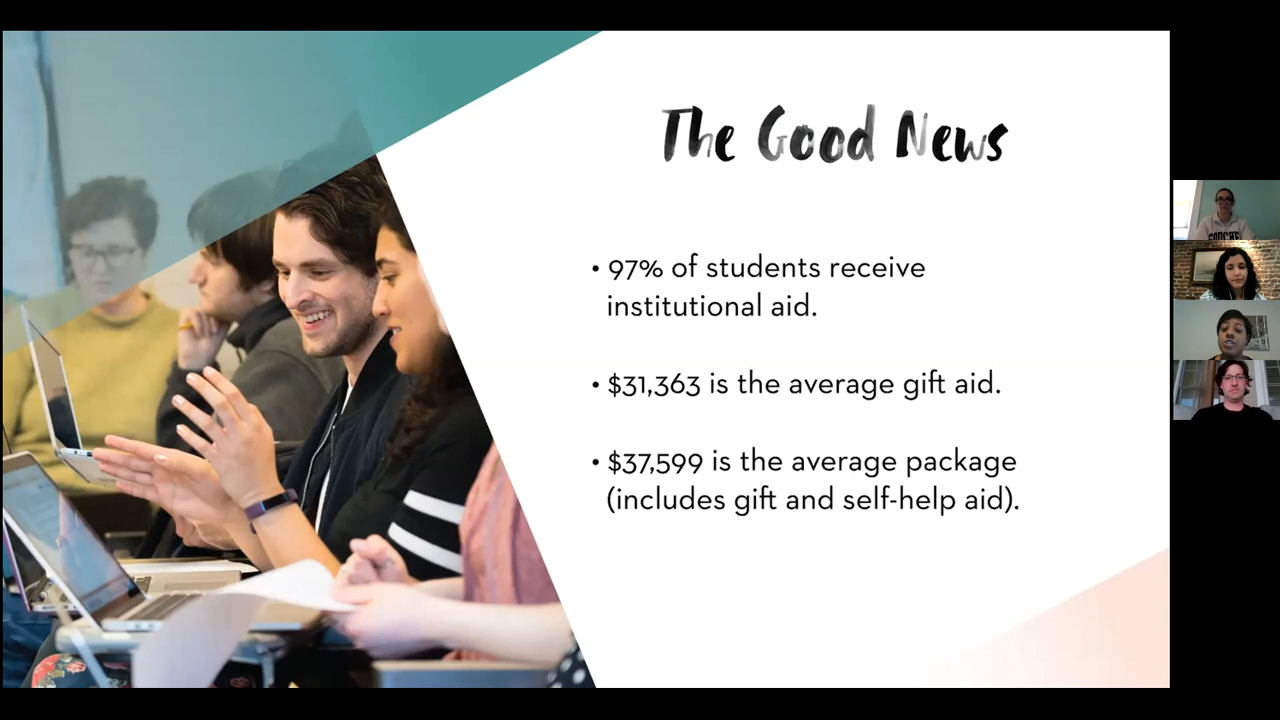 The Good News
• 97% of students receive
institutional aid.
• $31,363 is the average gift aid.
• $37,599 is the average package
(includes gift and self-help aid).